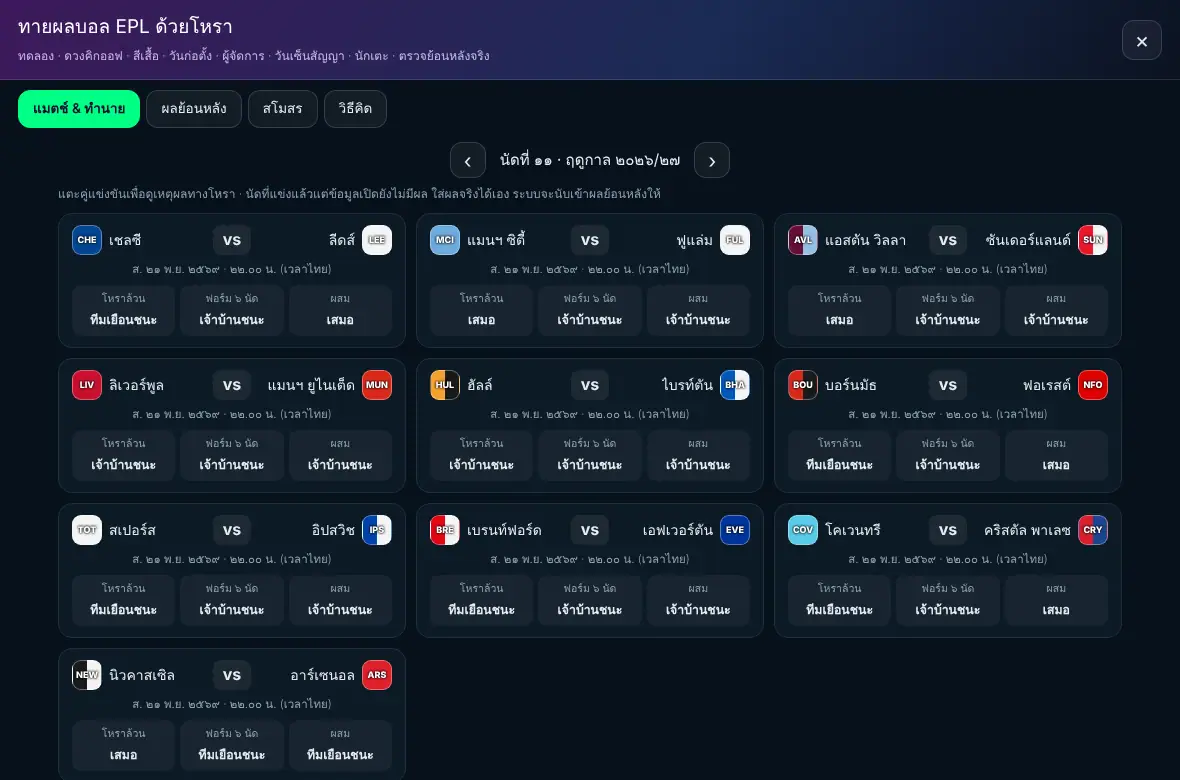 ทายผลบอล EPL ด้วยโหรา
ทดลอง · ดวงคิกออฟ · สีเสื้อ · วันก่อตั้ง · ผู้จัดการ · วันเซ็นสัญญา · นักเตะ · ตรวจย้อนหลังจริง
×
แมตช์ & ทำนาย ผลย้อนหลัง สโมสร วิธีคิด
‹ นัดที่ ๑๑ · ฤดูกาล ๒๐๒๖/๒๗ ›
แตะคู่แข่งขันเพื่อดูเหตุผลทางโหรา · นัดที่แข่งแล้วแต่ข้อมูลเปิดยังไม่มีผล ใส่ผลจริงได้เอง ระบบจะนับเข้าผลย้อนหลังให้
CHE เชลซี VS ลีดส์ LEE
ส. ๒๑ พ.ย. ๒๕๖๙ · ๒๒.๐๐ น. (เวลาไทย)
โหราล้วน ฟอร์ม ๖ นัด ผสม
ทีมเยือนชนะ เจ้าบ้านชนะ เสมอ
MCI แมนฯ ซิตี้ VS ฟูแล่ม FUL
ส. ๒๑ พ.ย. ๒๕๖๙ · ๒๒.๐๐ น. (เวลาไทย)
โหราล้วน ฟอร์ม ๖ นัด ผสม
เสมอ เจ้าบ้านชนะ เจ้าบ้านชนะ
AVL แอสตัน วิลลา VS ซันเดอร์แลนด์ SUN
ส. ๒๑ พ.ย. ๒๕๖๙ · ๒๒.๐๐ น. (เวลาไทย)
โหราล้วน ฟอร์ม ๖ นัด ผสม
เสมอ เจ้าบ้านชนะ เจ้าบ้านชนะ
LIV ลิเวอร์พูล VS แมนฯ ยูไนเต็ด MUN
ส. ๒๑ พ.ย. ๒๕๖๙ · ๒๒.๐๐ น. (เวลาไทย)
โหราล้วน ฟอร์ม ๖ นัด ผสม
เจ้าบ้านชนะ เจ้าบ้านชนะ เจ้าบ้านชนะ
HUL ฮัลล์ VS ไบรท์ตัน BHA
ส. ๒๑ พ.ย. ๒๕๖๙ · ๒๒.๐๐ น. (เวลาไทย)
โหราล้วน ฟอร์ม ๖ นัด ผสม
เจ้าบ้านชนะ เจ้าบ้านชนะ เจ้าบ้านชนะ
BOU บอร์นมัธ VS ฟอเรสต์ NFO
ส. ๒๑ พ.ย. ๒๕๖๙ · ๒๒.๐๐ น. (เวลาไทย)
โหราล้วน ฟอร์ม ๖ นัด ผสม
ทีมเยือนชนะ เจ้าบ้านชนะ เสมอ
TOT สเปอร์ส VS อิปสวิช IPS
ส. ๒๑ พ.ย. ๒๕๖๙ · ๒๒.๐๐ น. (เวลาไทย)
โหราล้วน ฟอร์ม ๖ นัด ผสม
ทีมเยือนชนะ เจ้าบ้านชนะ เจ้าบ้านชนะ
BRE เบรนท์ฟอร์ด VS เอฟเวอร์ตัน EVE
ส. ๒๑ พ.ย. ๒๕๖๙ · ๒๒.๐๐ น. (เวลาไทย)
โหราล้วน ฟอร์ม ๖ นัด ผสม
ทีมเยือนชนะ เจ้าบ้านชนะ เจ้าบ้านชนะ
COV โคเวนทรี VS คริสตัล พาเลซ CRY
ส. ๒๑ พ.ย. ๒๕๖๙ · ๒๒.๐๐ น. (เวลาไทย)
โหราล้วน ฟอร์ม ๖ นัด ผสม
ทีมเยือนชนะ เจ้าบ้านชนะ เสมอ
NEW นิวคาสเซิล VS อาร์เซนอล ARS
ส. ๒๑ พ.ย. ๒๕๖๙ · ๒๒.๐๐ น. (เวลาไทย)
โหราล้วน ฟอร์ม ๖ นัด ผสม
เสมอ ทีมเยือนชนะ ทีมเยือนชนะ